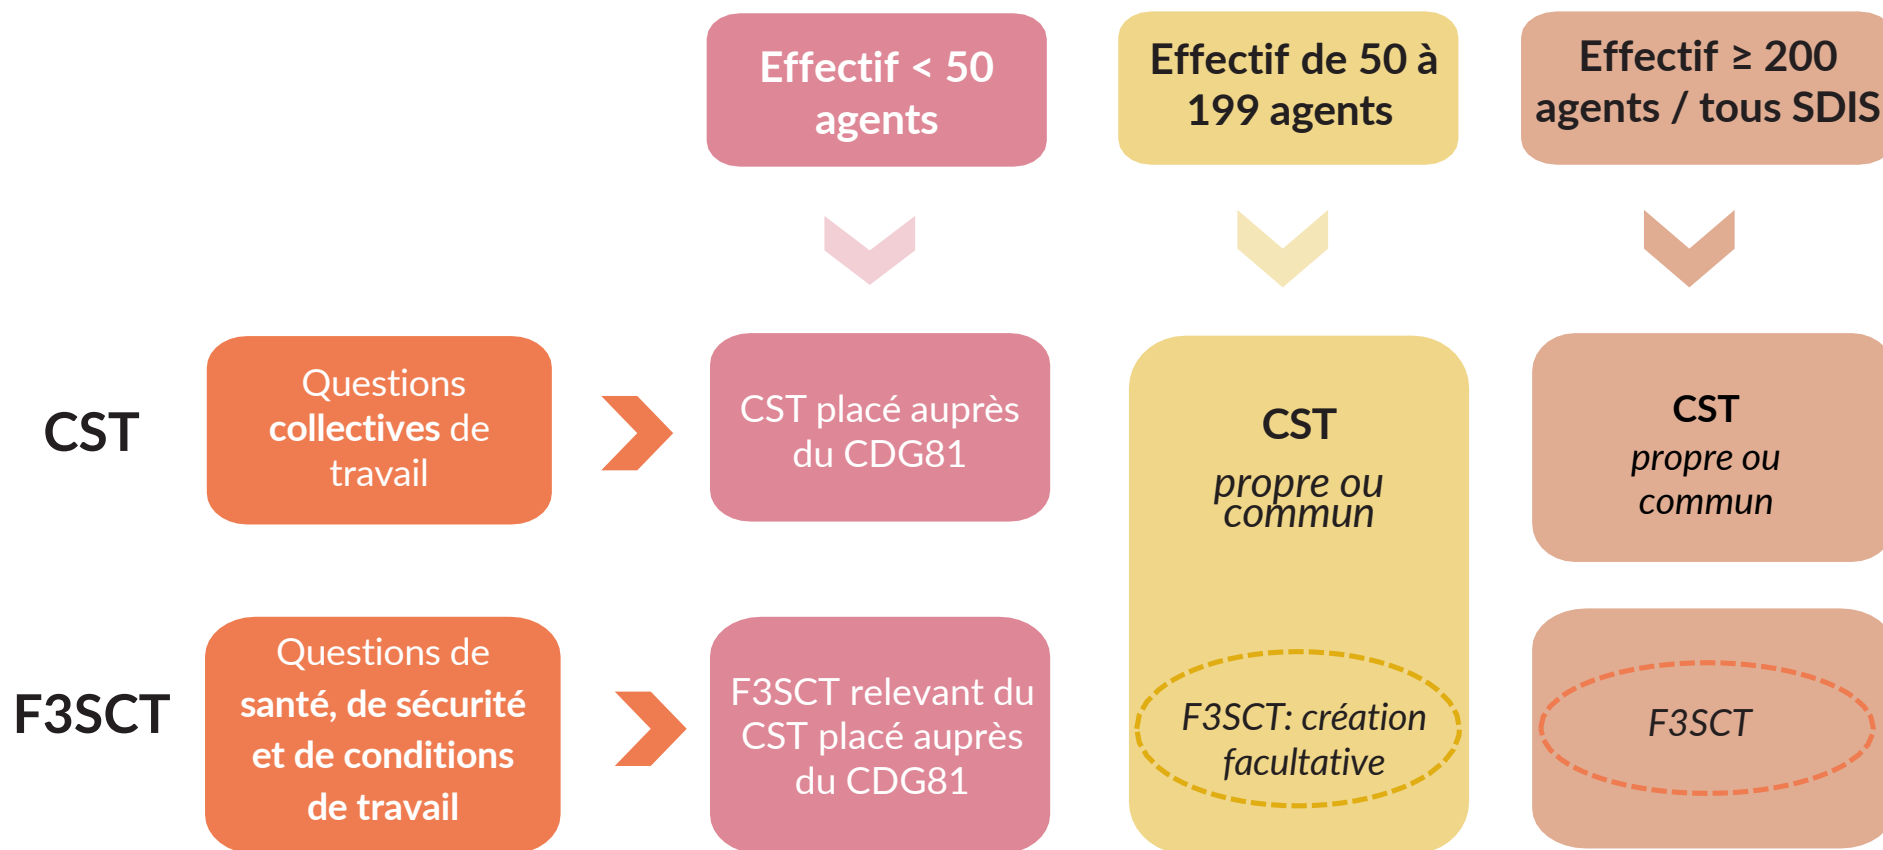 Effectif < 50
agents
Effectif de 50 à
199 agents
Effectif ≥ 200
agents / tous SDIS
CST
Questions
collectives de
travail
CST placé auprès
du CDG81
CST
propre ou
commun
CST
propre ou
commun
F3SCT
Questions de
santé, de sécurité
et de conditions
de travail
F3SCT relevant du
CST placé auprès
du CDG81
F3SCT: création
facultative
F3SCT